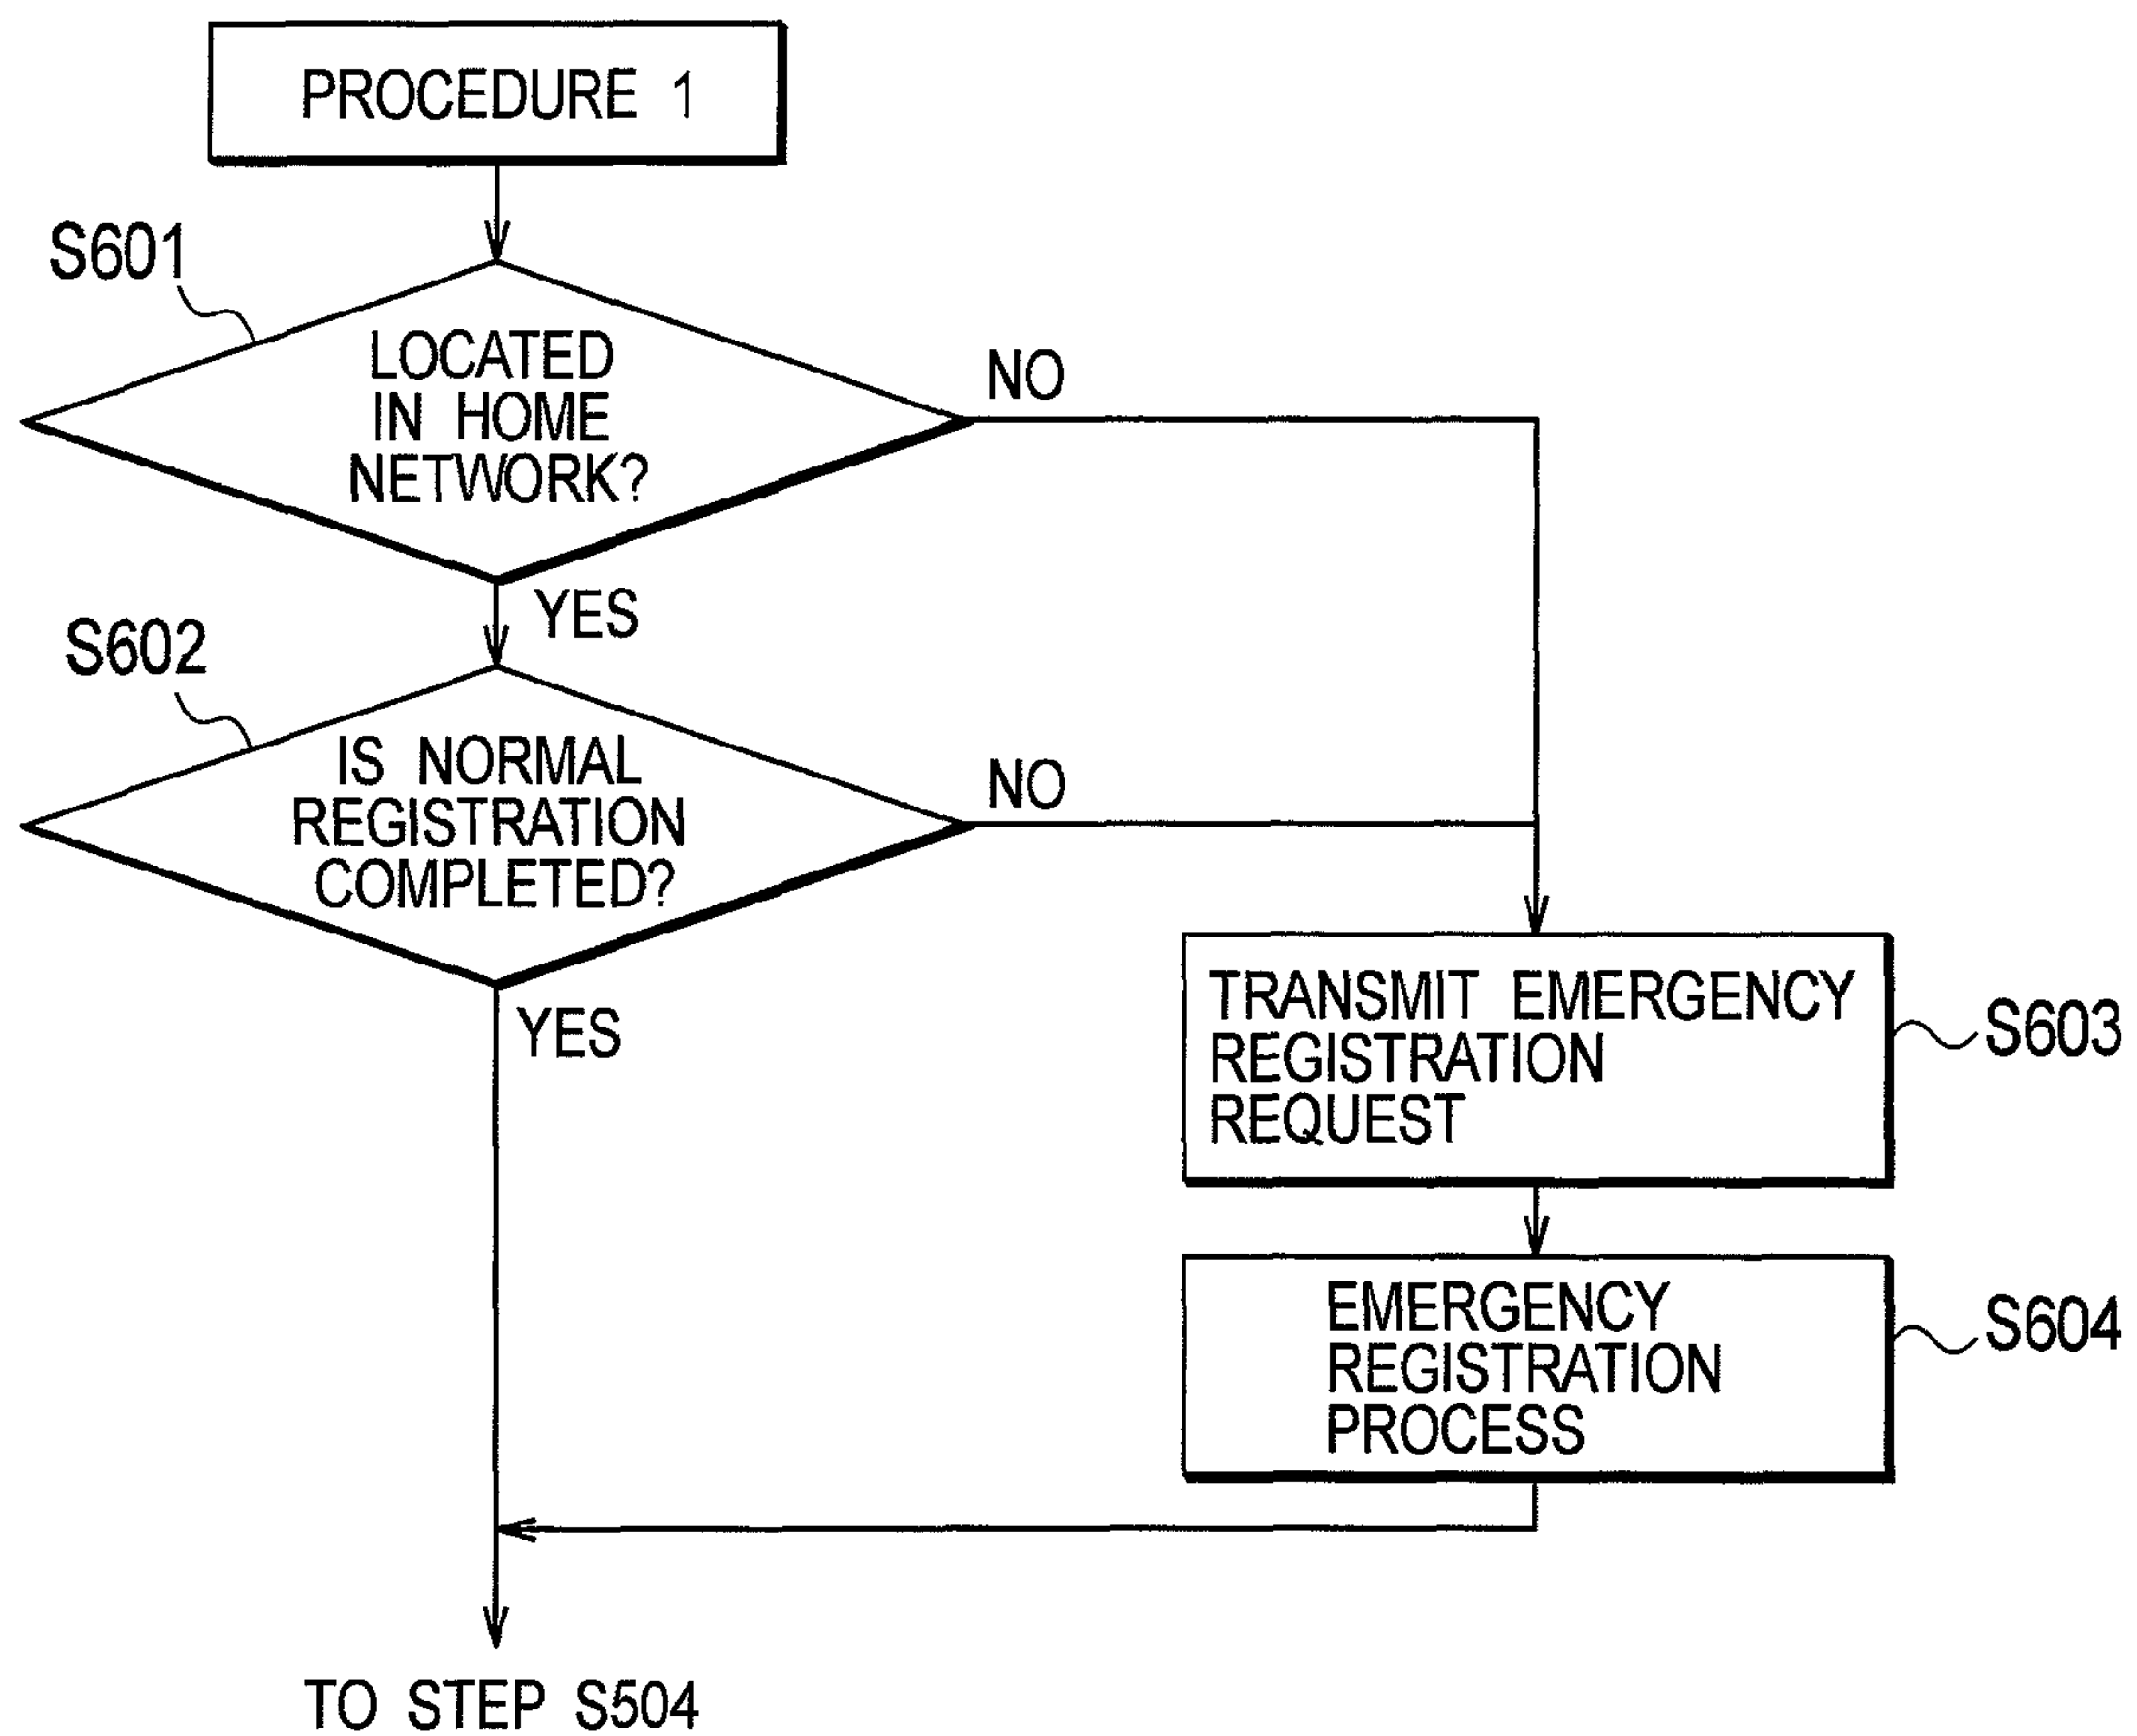 PROCEDURE 1
S601
LOCATED
IN HOME
NETWORK?
NO
YES
S602
IS NORMAL
REGISTRATION
COMPLETED?
NO
YES
TRANSMIT EMERGENCY
REGISTRATION
REQUEST
S603
EMERGENCY
REGISTRATION
PROCESS
S604
TO STEP S504